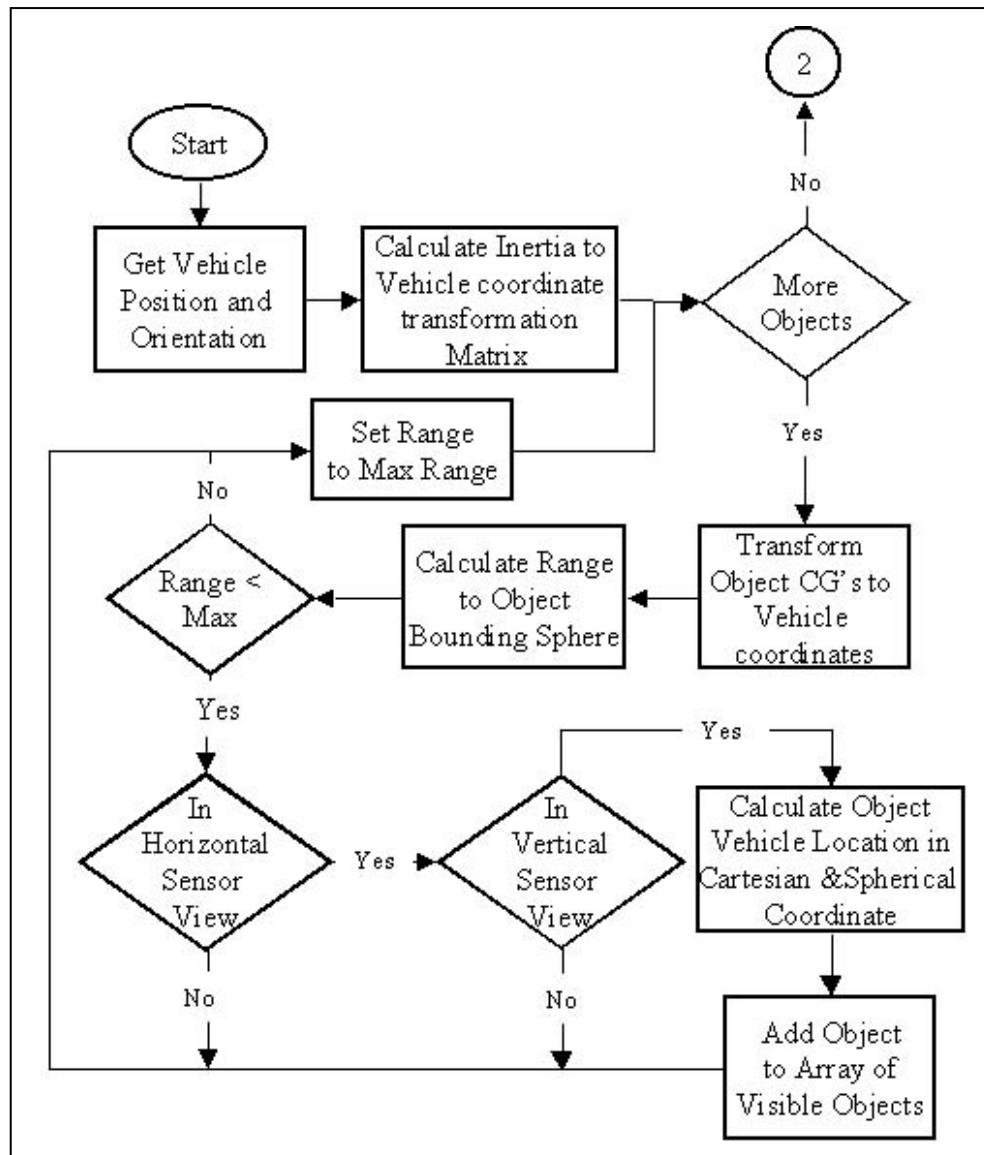 2
Start
No
Get Vehicle
Position and
Orientation
Calculate Inertia to
Vehicle coordinate
transformation
Matrix
More
Objects
Yes
Set Range
to Max Range
No
Range <
Max
Calculate Range
to Object
Bounding Sphere
Transform
Object CG's to
Vehicle
coordinates
Yes
Yes
In
Horizontal
Sensor
View
Yes
In
Vertical
Sensor
View
Calculate Object
Vehicle Location in
Cartesian &Spherical
Coordinate
No
No
Add Object
to Array of
Visible Objects